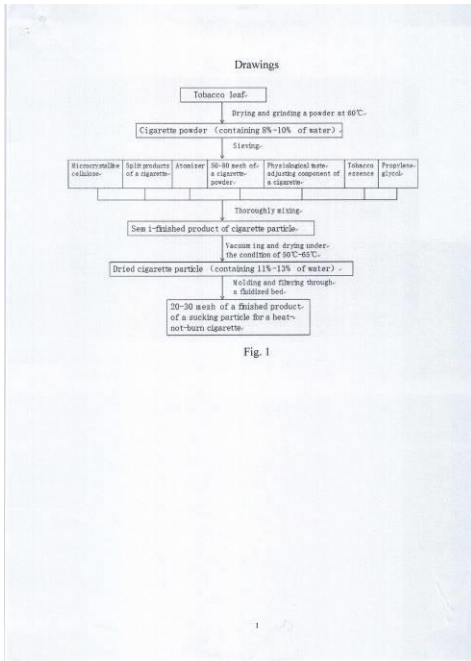 Drawings
Tobacco leaf
Drying and grinding a powder at 60℃
Cigarette powder (containing 8%-10% of water)
Sieving
Microcrystalline
cellulose
Split products
of a cigarette
Atomizer
50-80 mesh of
a cigarette
powder
Physiological mete
adjusting component of
a cigarette
Tobacco
essence
Propylene
glycol
Thoroughly mixing
Sem i-finished product of cigarette particle
Vacuum ing and drying under
the condition of 50℃-65℃
Dried cigarette particle (containing 11%-13% of water)
Molding and filtering through
a fluidized bed
20-30 mesh of a finished product
of a sucking particle for a heat-
not-burn cigarette
Fig. 1
1